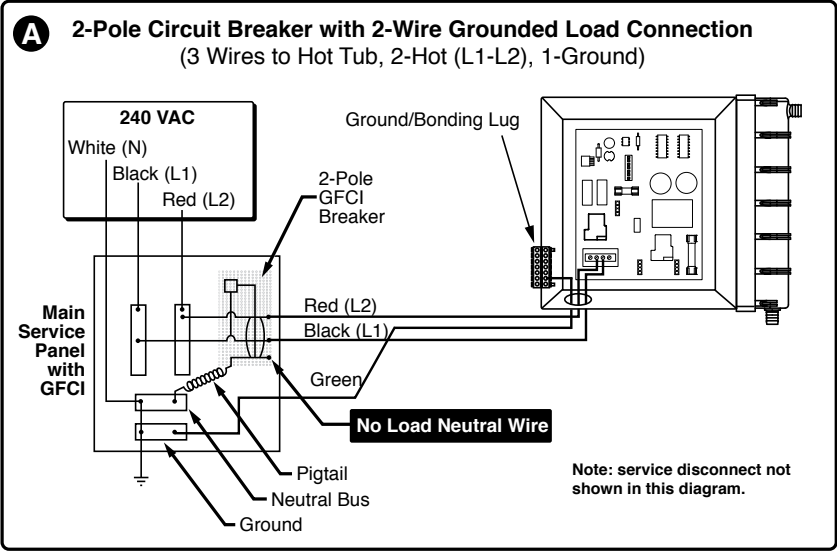 A
2-Pole Circuit Breaker with 2-Wire Grounded Load Connection
(3 Wires to Hot Tub, 2-Hot (L1-L2), 1-Ground)
240 VAC
White (N)
Black (L1)
Red (L2)
2-Pole
GFCI
Breaker
Ground/Bonding Lug
Main
Service
Panel
with
GFCI
Red (L2)
Black (L1)
Green
No Load Neutral Wire
Pigtail
Neutral Bus
Ground
Note: service disconnect not
shown in this diagram.